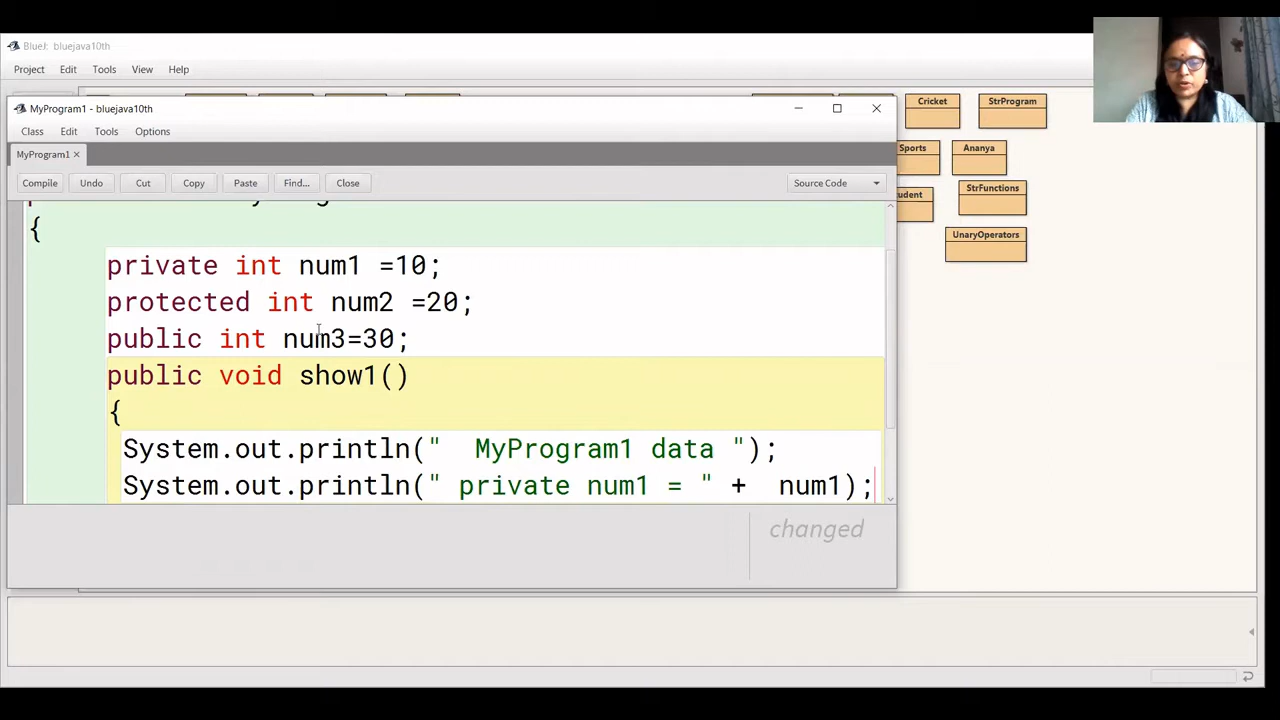 BlueJ: bluejava10th
Project Edit Tools View Help
MyProgram1 - bluejava10th
Class Edit Tools Options
MyProgram1 ×
Compile Undo Cut Copy Paste Find... Close Source Code
{
private int num1 =10;
protected int num2 =20;
public int num3=30;
public void show1()
{
System.out.println("  MyProgram1 data ");
System.out.println(" private num1 = " +  num1);
changed
Cricket StrProgram
Sports Ananya
StrFunctions
UnaryOperators